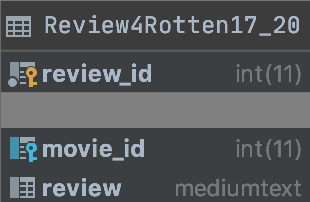 Review4Rotten17_20
review_id int(11)
movie_id int(11)
review mediumtext